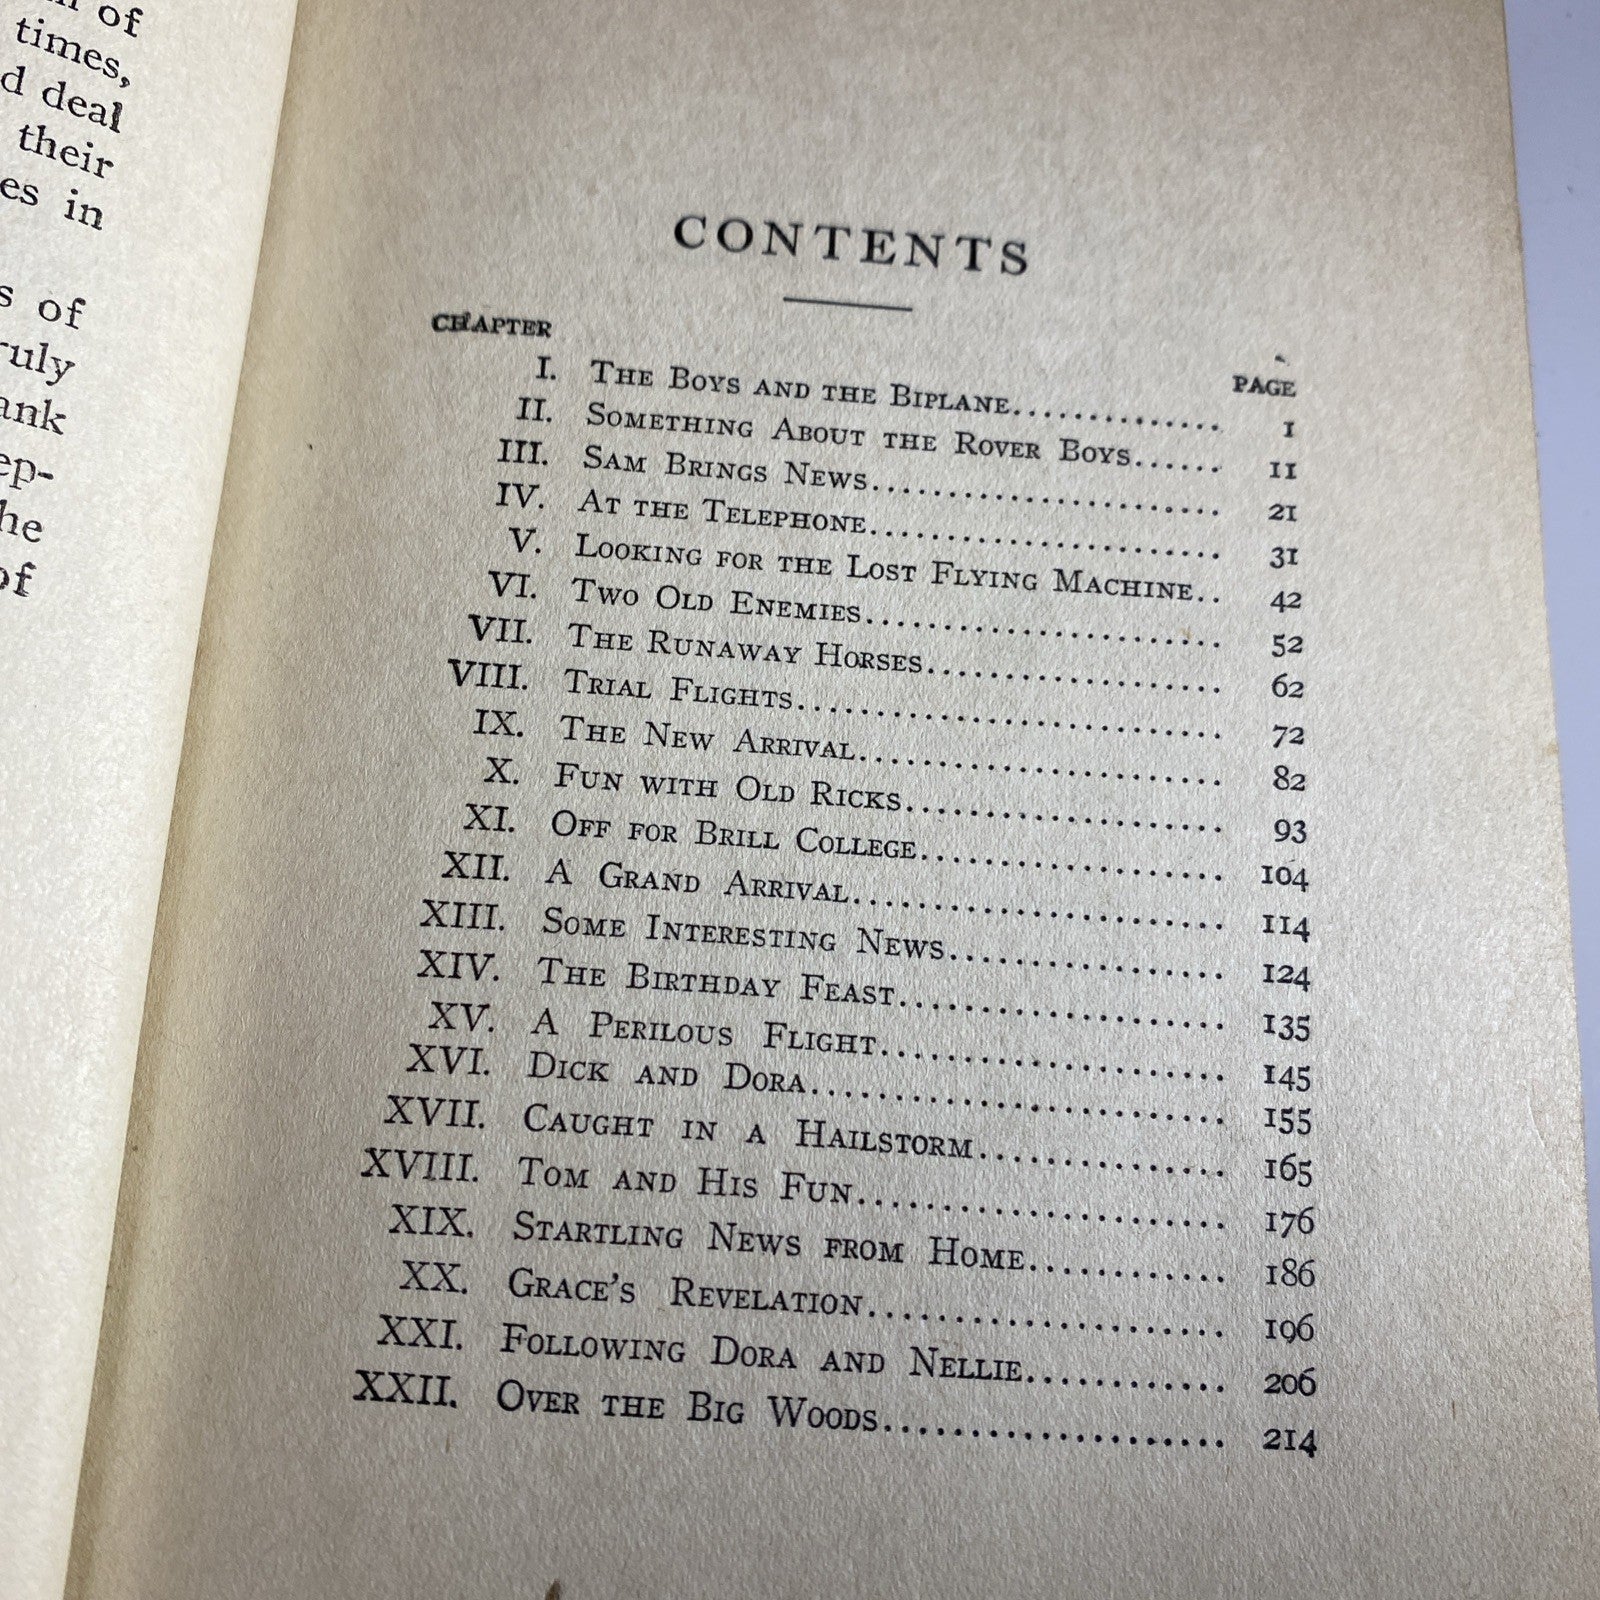 of
times,
d deal
their
es in
s of
ruly
ank
ep-
he
of
CONTENTS
CHAPTER PAGE
I. THE BOYS AND THE BIPLANE.............. 1
II. SOMETHING ABOUT THE ROVER BOYS...... 11
III. SAM BRINGS NEWS....................... 21
IV. AT THE TELEPHONE....................... 31
V. LOOKING FOR THE LOST FLYING MACHINE.. 42
VI. TWO OLD ENEMIES....................... 52
VII. THE RUNAWAY HORSES................... 62
VIII. TRIAL FLIGHTS........................... 72
IX. THE NEW ARRIVAL....................... 82
X. FUN WITH OLD RICKS.................... 93
XI. OFF FOR BRILL COLLEGE................... 104
XII. A GRAND ARRIVAL....................... 114
XIII. SOME INTERESTING NEWS................. 124
XIV. THE BIRTHDAY FEAST.................... 135
XV. A PERILOUS FLIGHT...................... 145
XVI. DICK AND DORA.......................... 155
XVII. CAUGHT IN A HAILSTORM................ 165
XVIII. TOM AND HIS FUN....................... 176
XIX. STARTLING NEWS FROM HOME............ 186
XX. GRACE'S REVELATION..................... 196
XXI. FOLLOWING DORA AND NELLIE............ 206
XXII. OVER THE BIG WOODS.................... 214